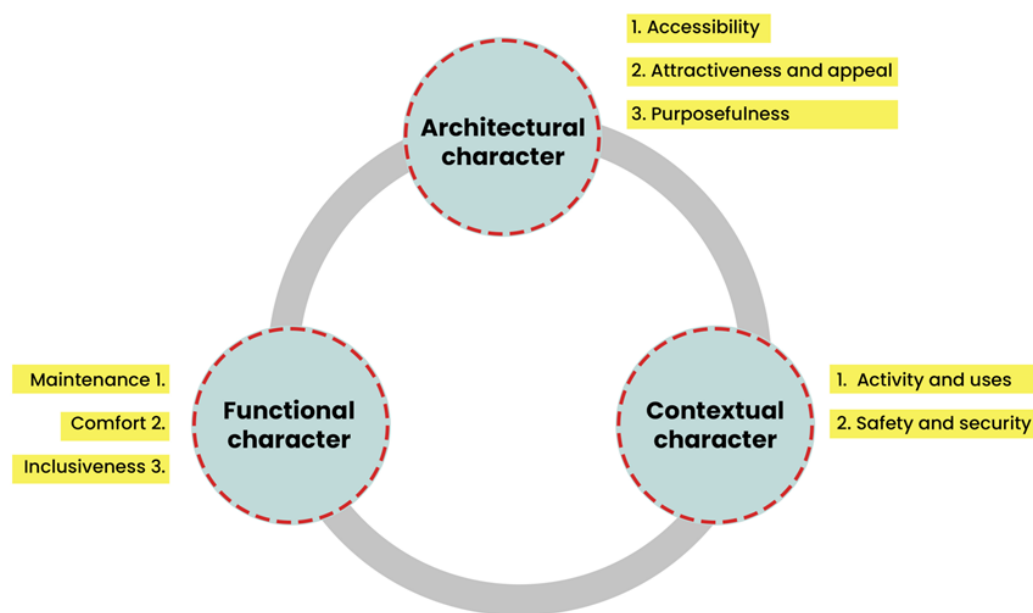 1. Accessibility
2. Attractiveness and appeal
3. Purposefulness
Architectural
character
Maintenance 1.
Comfort 2.
Inclusiveness 3.
Functional
character
Contextual
character
1. Activity and uses
2. Safety and security